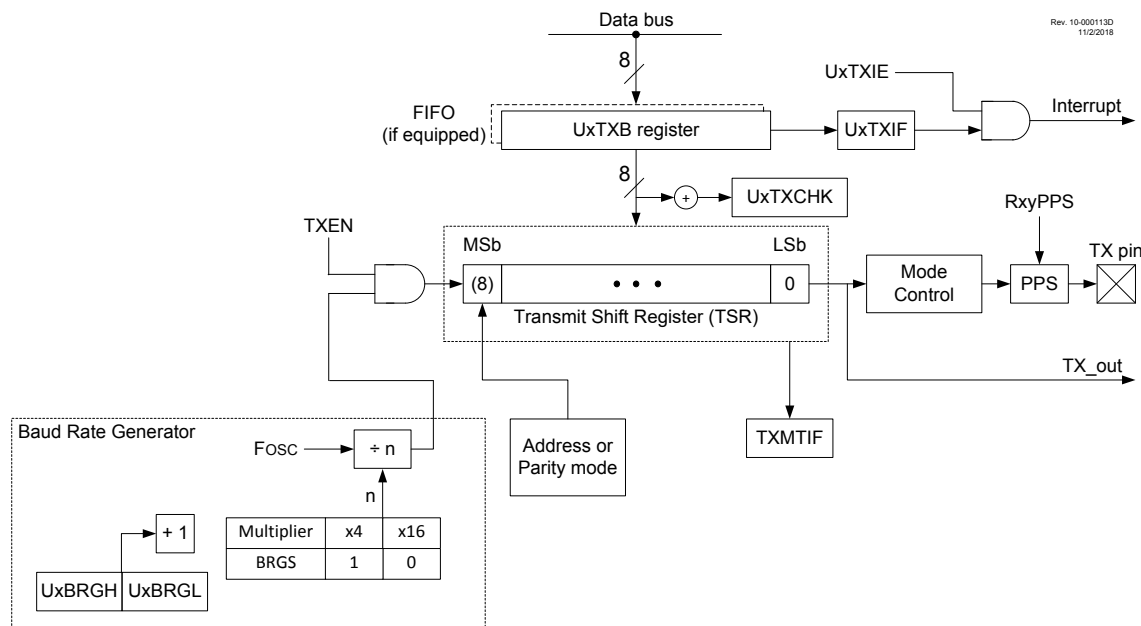 Data bus
Rev. 10-000113D
11/2/2018
8
UxTXIE
FIFO
(if equipped)
UxTXB register
UxTXIF
Interrupt
8
+
UxTXCHK
TXEN
MSb
LSb
RxyPPS
TX pin
(8)
• • •
0
Mode
Control
PPS
Transmit Shift Register (TSR)
TX_out
Baud Rate Generator
FOSC
÷ n
Address or
Parity mode
TXMTIF
n
+ 1
Multiplier x4 x16
BRGS 1 0
UxBRGH UxBRGL